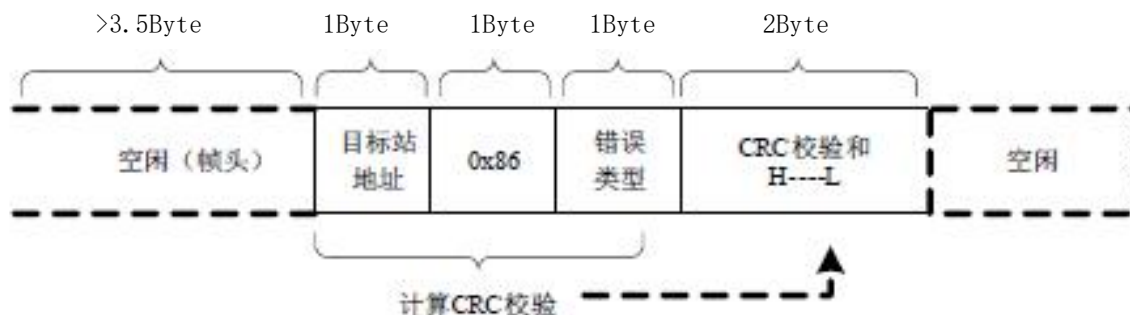 >3.5Byte 1Byte 1Byte 1Byte 2Byte
空闲（帧头）
目标站
地址
0x86
错误
类型
CRC校验和
H----L
空闲
计算CRC校验